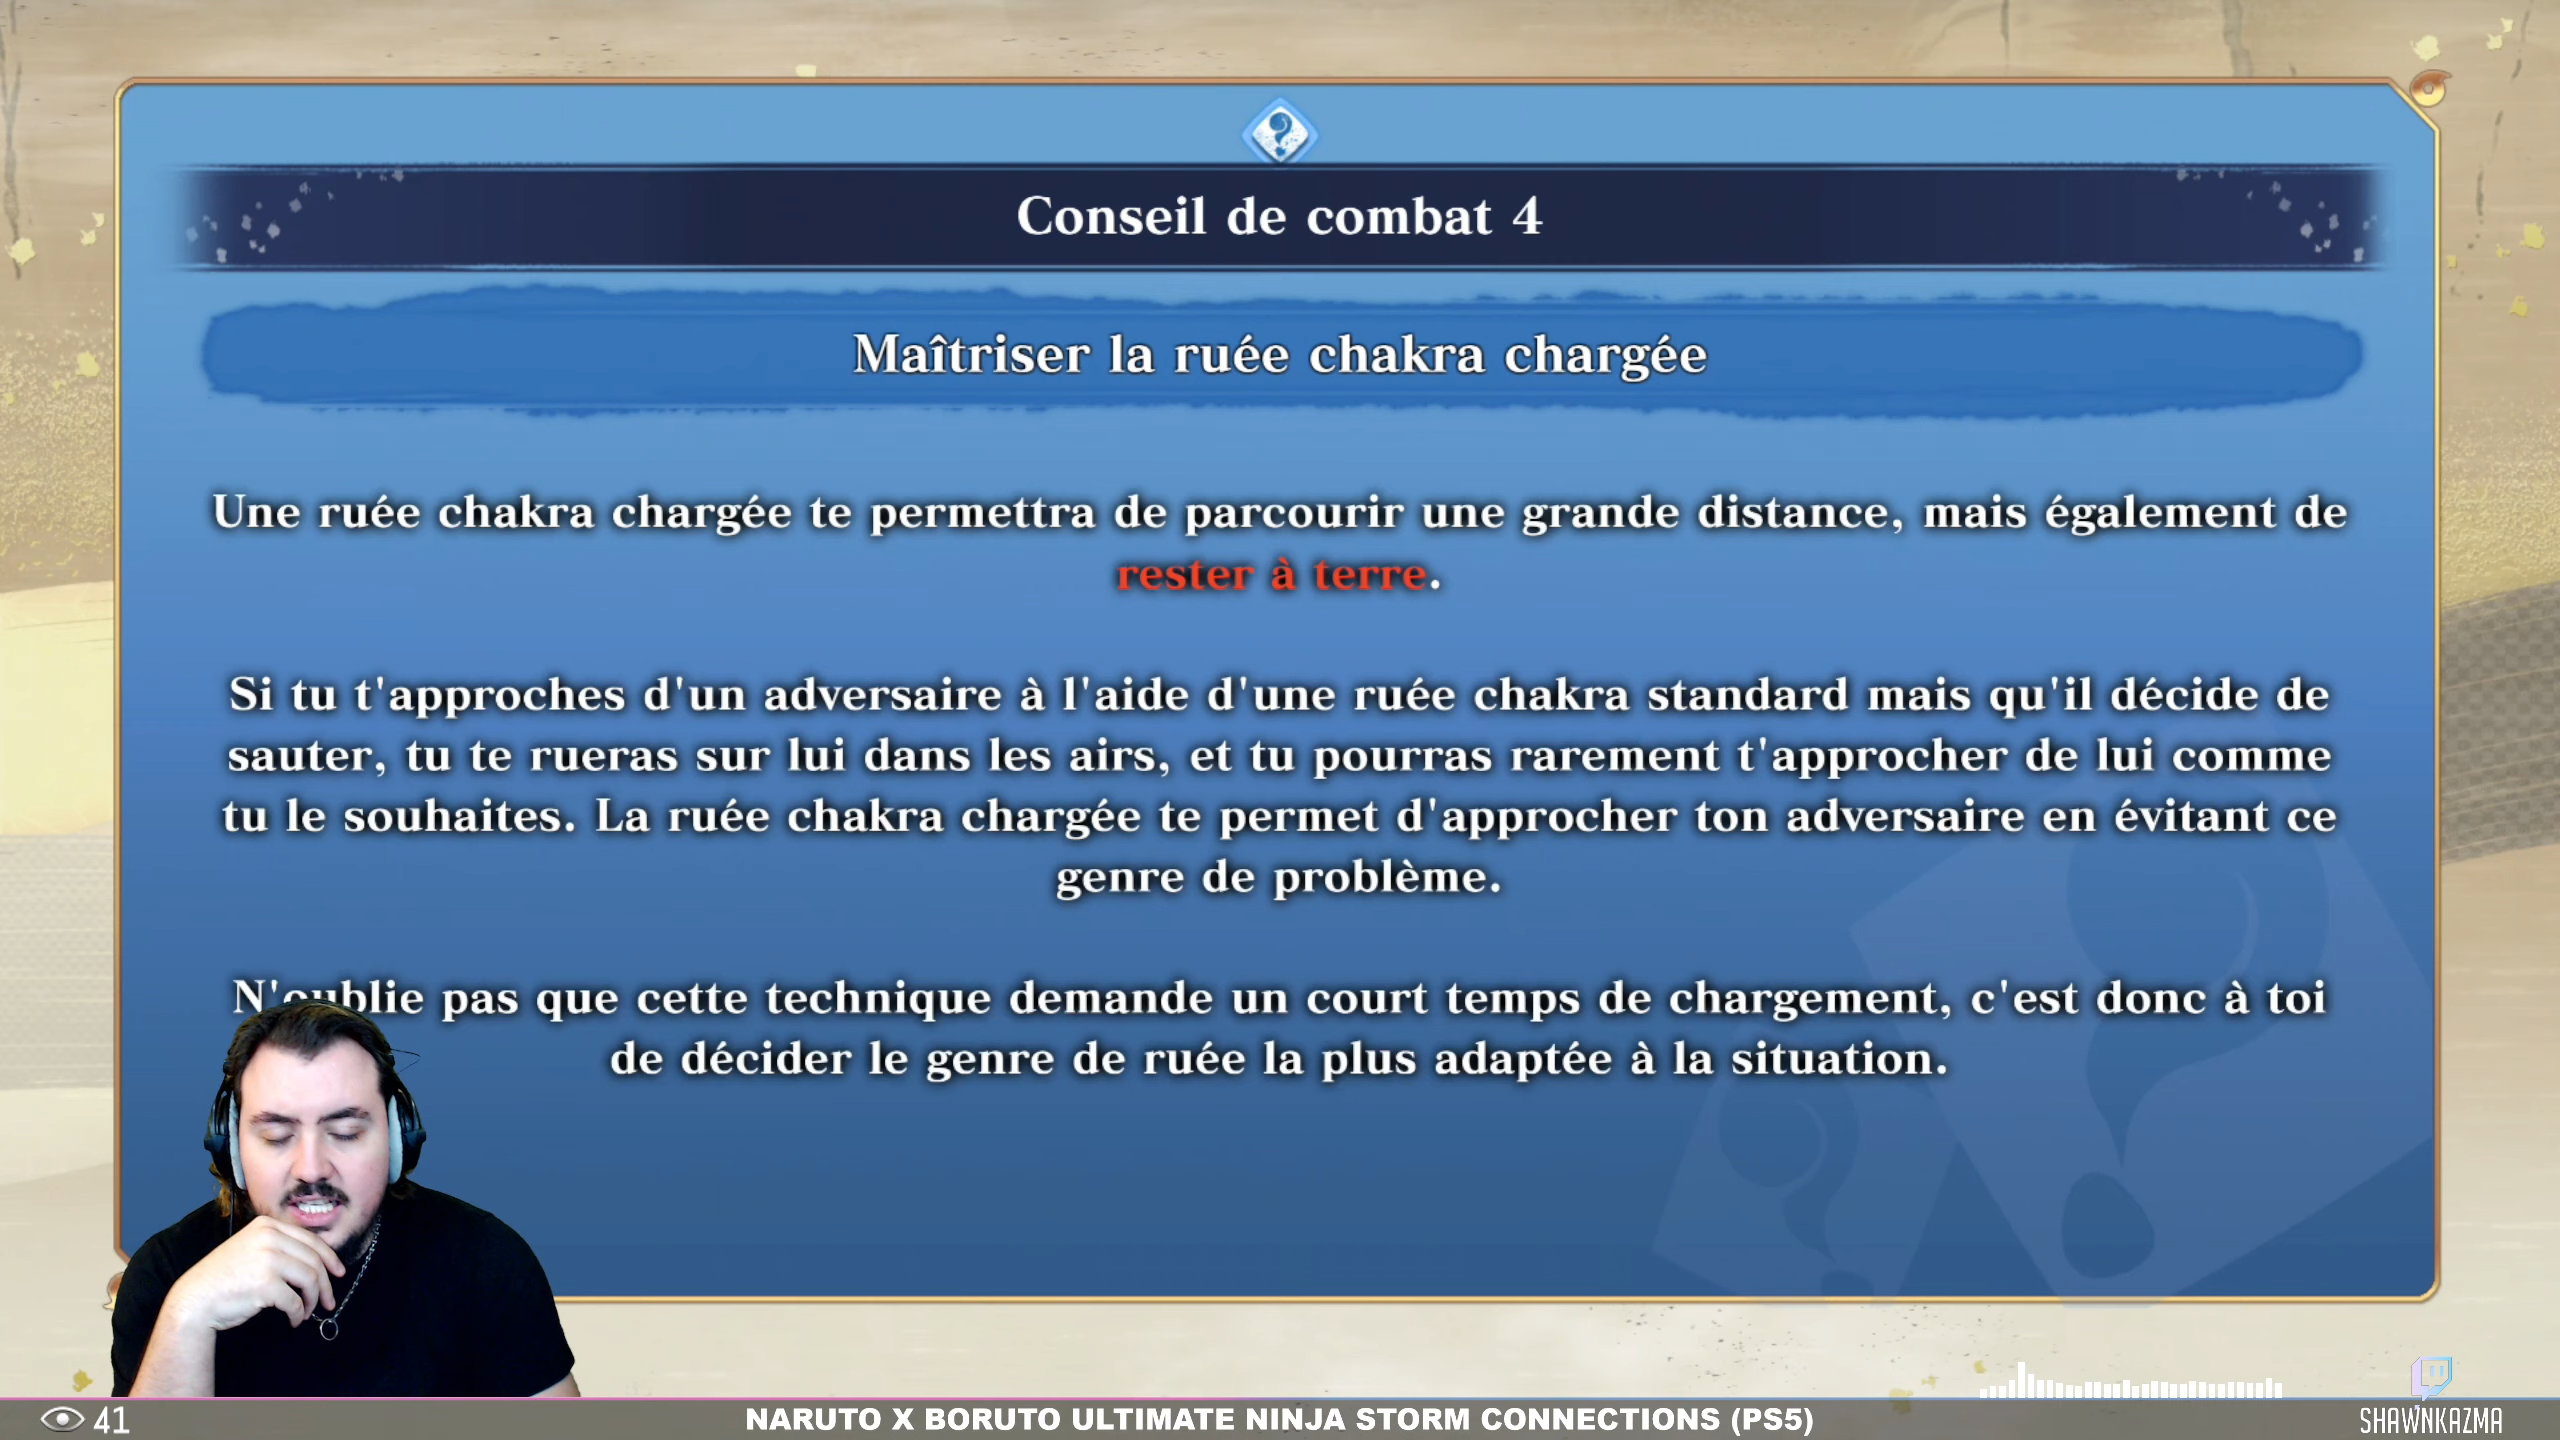 Conseil de combat 4
Maîtriser la ruée chakra chargée
Une ruée chakra chargée te permettra de parcourir une grande distance, mais également de
rester à terre.
Si tu t'approches d'un adversaire à l'aide d'une ruée chakra standard mais qu'il décide de
sauter, tu te rueras sur lui dans les airs, et tu pourras rarement t'approcher de lui comme
tu le souhaites. La ruée chakra chargée te permet d'approcher ton adversaire en évitant ce
genre de problème.
N'oublie pas que cette technique demande un court temps de chargement, c'est donc à toi
de décider le genre de ruée la plus adaptée à la situation.
41
NARUTO X BORUTO ULTIMATE NINJA STORM CONNECTIONS (PS5)
SHAWNKAZMA